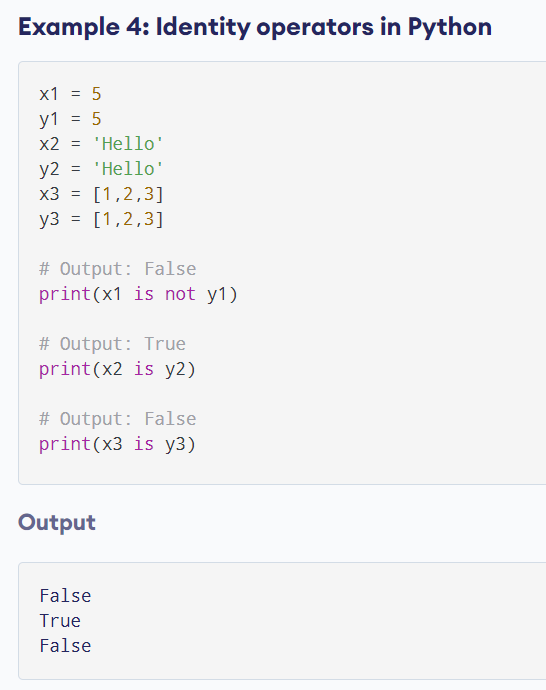 Example 4: Identity operators in Python
x1 = 5
y1 = 5
x2 = 'Hello'
y2 = 'Hello'
x3 = [1,2,3]
y3 = [1,2,3]
# Output: False
print(x1 is not y1)
# Output: True
print(x2 is y2)
# Output: False
print(x3 is y3)
Output
False
True
False